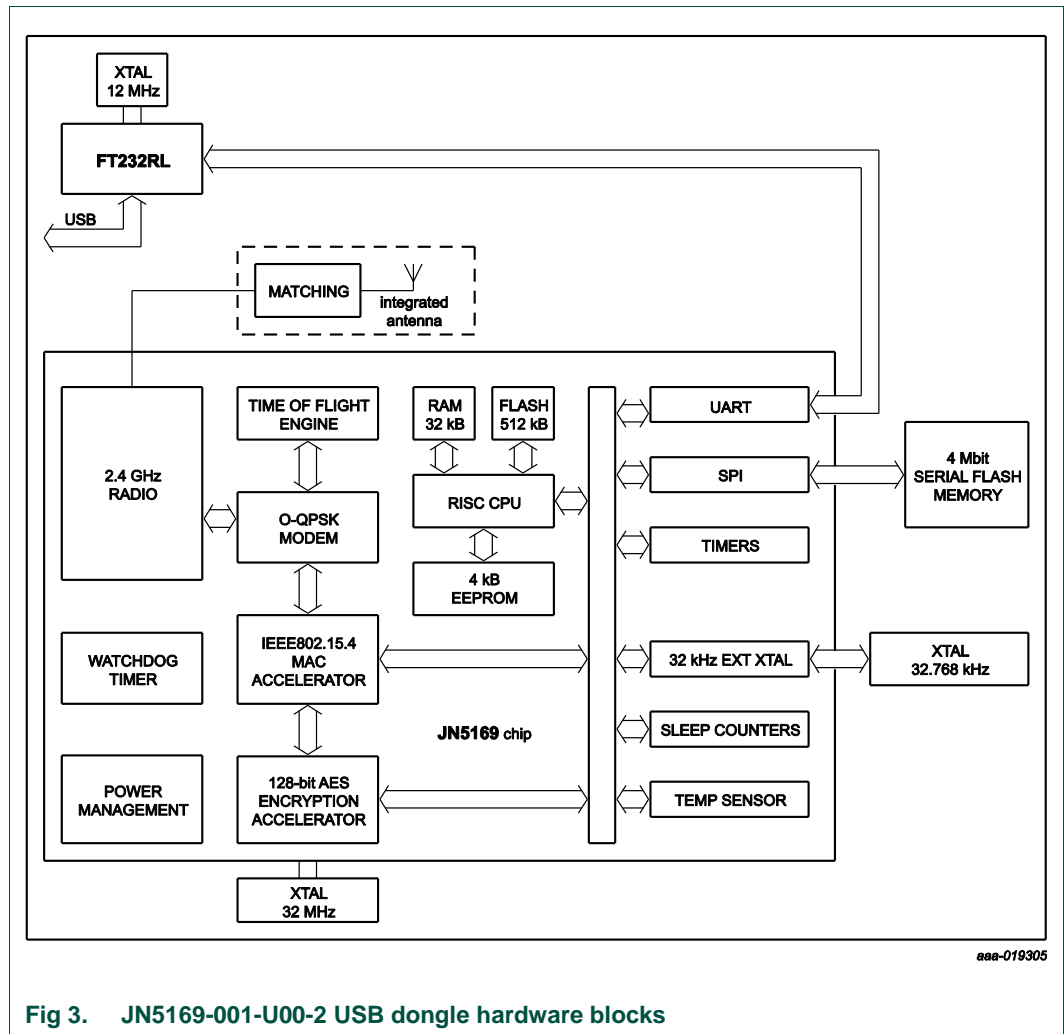 XTAL
12 MHz
FT232RL
USB
MATCHING
integrated
antenna
2.4 GHz
RADIO
TIME OF FLIGHT
ENGINE
O-QPSK
MODEM
RAM
32 kB
FLASH
512 kB
RISC CPU
4 kB
EEPROM
UART
SPI
TIMERS
4 Mbit
SERIAL FLASH
MEMORY
WATCHDOG
TIMER
IEEE802.15.4
MAC
ACCELERATOR
32 kHz EXT XTAL
XTAL
32.768 kHz
JN5169 chip
SLEEP COUNTERS
POWER
MANAGEMENT
128-bit AES
ENCRYPTION
ACCELERATOR
TEMP SENSOR
XTAL
32 MHz
aaa-019305
Fig 3. JN5169-001-U00-2 USB dongle hardware blocks